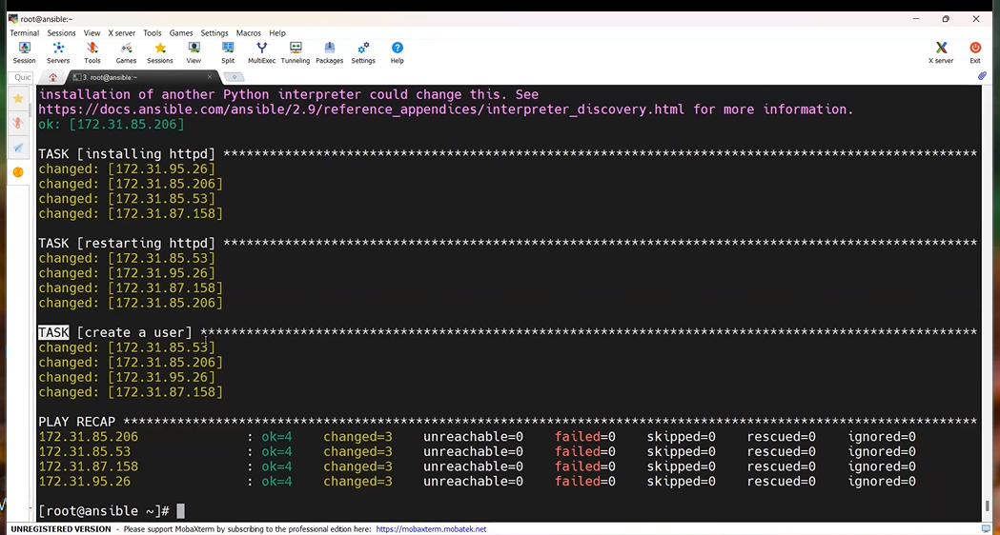 root@ansible:~
Terminal Sessions View X server Tools Games Settings Macros Help
Session Servers Tools Games Sessions View Split MultiExec Tunneling Packages Settings Help X server Exit
Quic 3. root@ansible:~
installation of another Python interpreter could change this. See
https://docs.ansible.com/ansible/2.9/reference_appendices/interpreter_discovery.html for more information.
ok: [172.31.85.206]
TASK [installing httpd] **************************************************************************************************
changed: [172.31.95.26]
changed: [172.31.85.206]
changed: [172.31.85.53]
changed: [172.31.87.158]
TASK [restarting httpd] **************************************************************************************************
changed: [172.31.85.53]
changed: [172.31.95.26]
changed: [172.31.87.158]
changed: [172.31.85.206]
TASK [create a user] *****************************************************************************************************
changed: [172.31.85.53]
changed: [172.31.85.206]
changed: [172.31.95.26]
changed: [172.31.87.158]
PLAY RECAP ***************************************************************************************************************
172.31.85.206 : ok=4 changed=3 unreachable=0 failed=0 skipped=0 rescued=0 ignored=0
172.31.85.53 : ok=4 changed=3 unreachable=0 failed=0 skipped=0 rescued=0 ignored=0
172.31.87.158 : ok=4 changed=3 unreachable=0 failed=0 skipped=0 rescued=0 ignored=0
172.31.95.26 : ok=4 changed=3 unreachable=0 failed=0 skipped=0 rescued=0 ignored=0
[root@ansible ~]#
UNREGISTERED VERSION - Please support MobaXterm by subscribing to the professional edition here: https://mobaxterm.mobatek.net